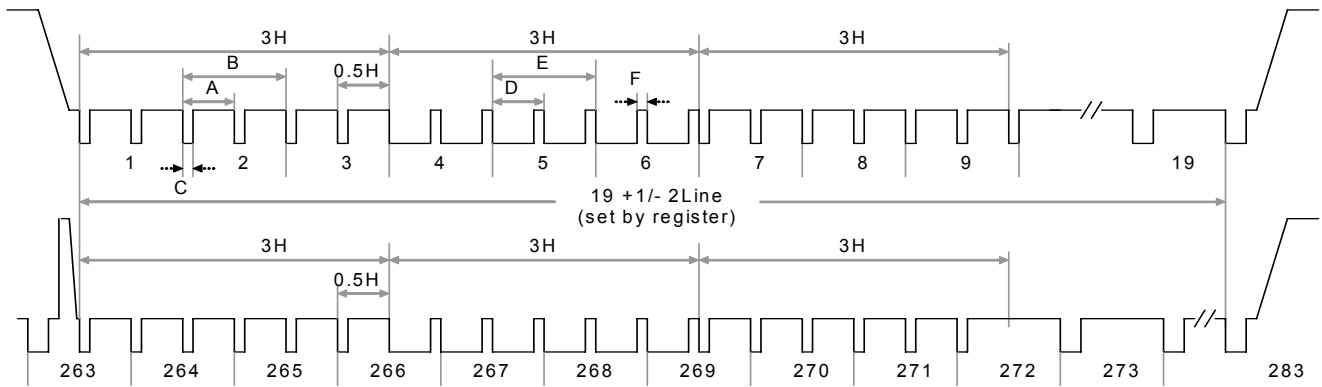 3H 3H 3H
B E
0.5H F
A D
1 2 3 4 5 6 7 8 9 19
C
19 +1/- 2Line
(set by register)
3H 3H 3H
0.5H
263 264 265 266 267 268 269 270 271 272 273 283